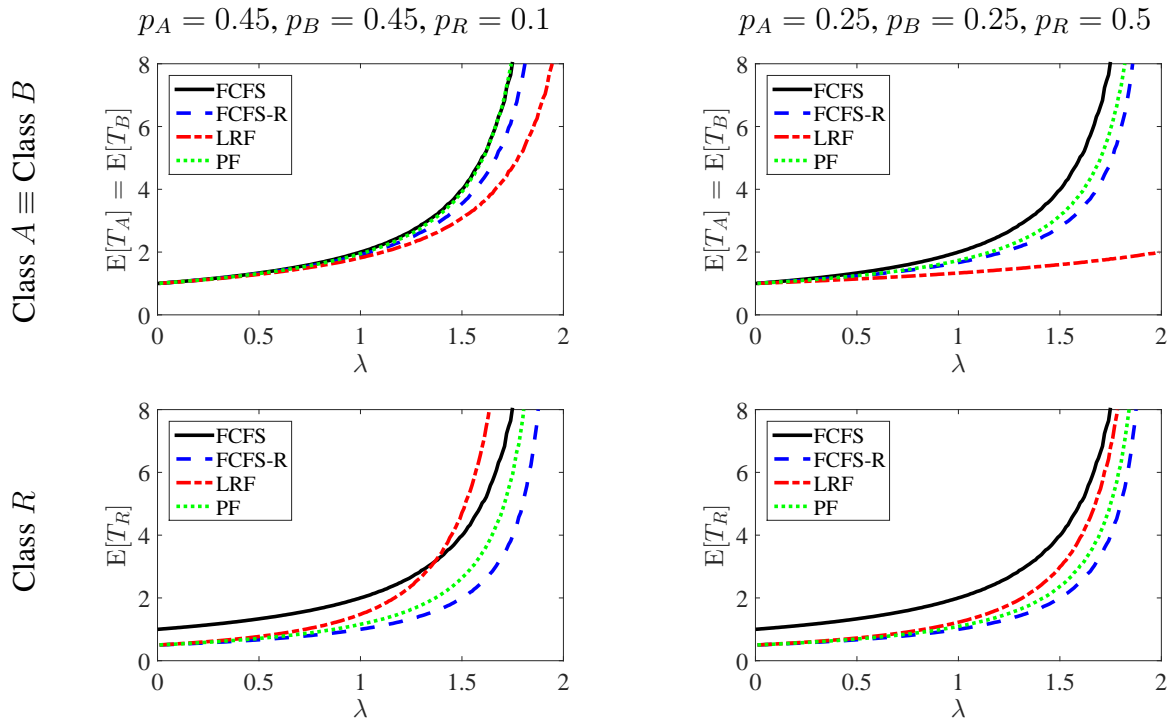 p_A = 0.45, p_B = 0.45, p_R = 0.1
p_A = 0.25, p_B = 0.25, p_R = 0.5
Class A ≡ Class B
E[T_A] = E[T_B]
8
6
4
2
0
FCFS
FCFS-R
LRF
PF
0 0.5 1 1.5 2
λ
E[T_A] = E[T_B]
8
6
4
2
0
FCFS
FCFS-R
LRF
PF
0 0.5 1 1.5 2
λ
Class R
E[T_R]
8
6
4
2
0
FCFS
FCFS-R
LRF
PF
0 0.5 1 1.5 2
λ
E[T_R]
8
6
4
2
0
FCFS
FCFS-R
LRF
PF
0 0.5 1 1.5 2
λ